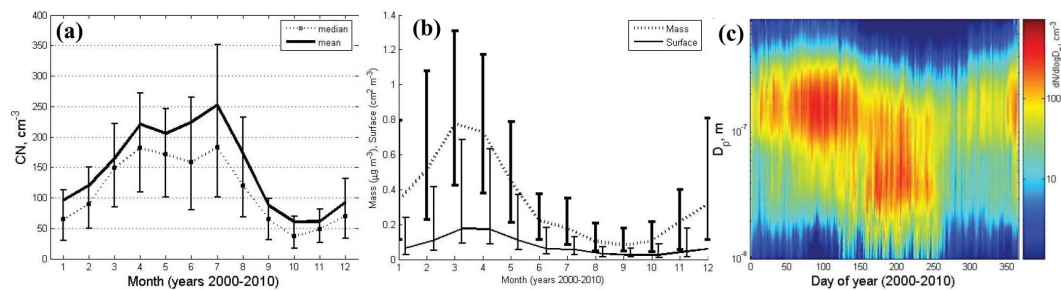 (a)
median
mean
400
350
300
250
200
150
100
50
0
CN, cm⁻³
1 2 3 4 5 6 7 8 9 10 11 12
Month (years 2000-2010)
(b)
Mass
Surface
1.4
1.2
1
0.8
0.6
0.4
0.2
0
Mass (μg m⁻³), Surface (cm² m⁻³)
1 2 3 4 5 6 7 8 9 10 11 12
Month (years 2000-2010)
(c)
10⁻⁷
10⁻⁸
Dₚ, m
0 50 100 150 200 250 300 350
Day of year (2000-2010)
100
10
cm⁻³